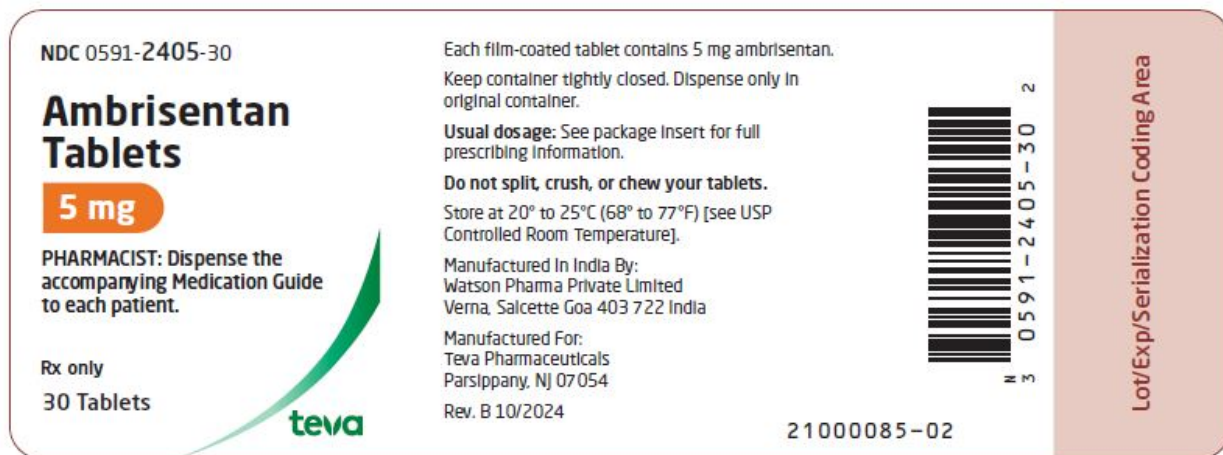 NDC 0591-2405-30
Ambrisentan
Tablets
5 mg
PHARMACIST: Dispense the
accompanying Medication Guide
to each patient.
Rx only
30 Tablets
teva
Each film-coated tablet contains 5 mg ambrisentan.
Keep container tightly closed. Dispense only in
original container.
Usual dosage: See package insert for full
prescribing information.
Do not split, crush, or chew your tablets.
Store at 20° to 25°C (68° to 77°F) [see USP
Controlled Room Temperature].
Manufactured In India By:
Watson Pharma Private Limited
Verna, Salcette Goa 403 722 India
Manufactured For:
Teva Pharmaceuticals
Parsippany, NJ 07054
Rev. B 10/2024
21000085-02
N
3 0591-2405-30 2
Lot/Exp/Serialization Coding Area